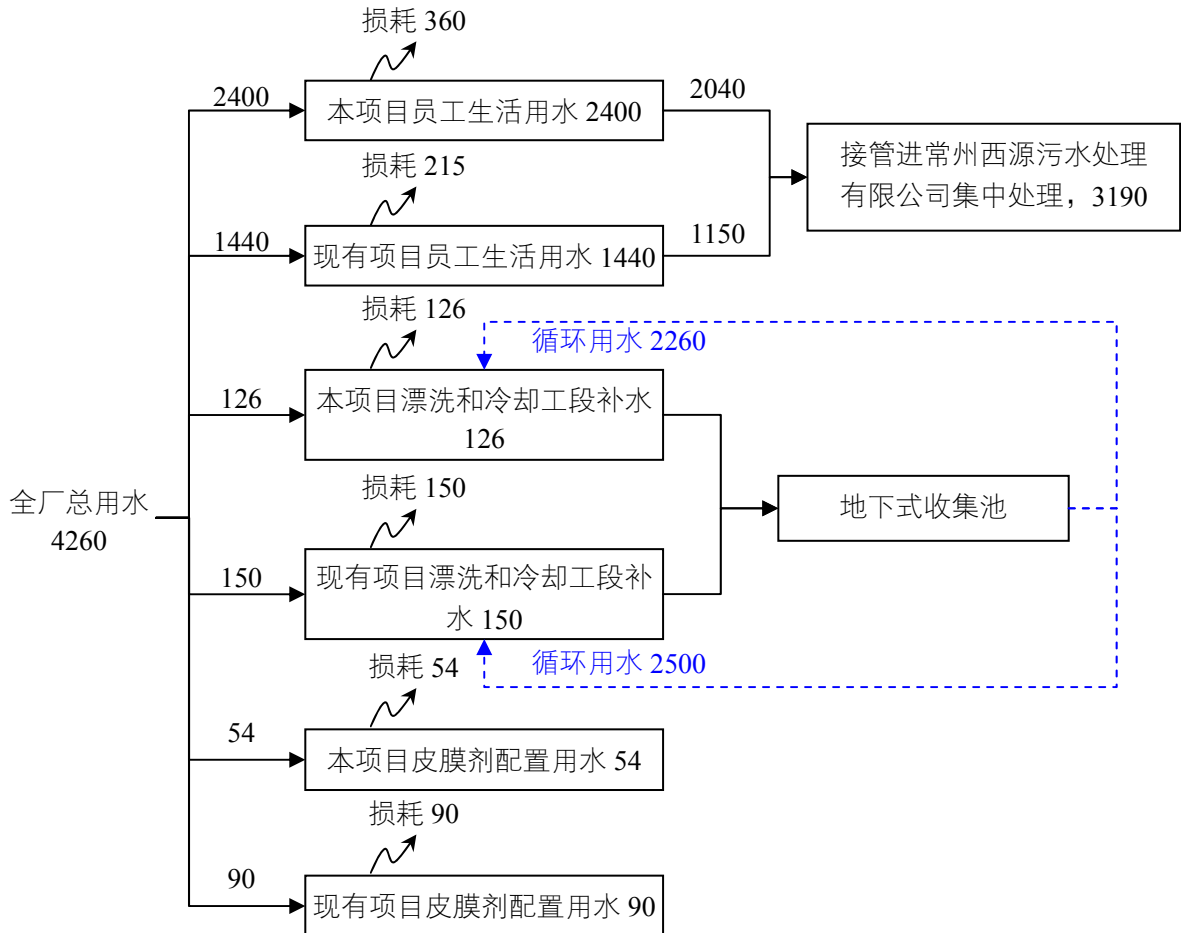 损耗 360
2400
本项目员工生活用水 2400
2040
接管进常州西源污水处理
有限公司集中处理，3190
损耗 215
1440
现有项目员工生活用水 1440
1150
损耗 126
循环用水 2260
126
本项目漂洗和冷却工段补水
126
全厂总用水
4260
损耗 150
地下式收集池
150
现有项目漂洗和冷却工段补
水 150
损耗 54
循环用水 2500
54
本项目皮膜剂配置用水 54
损耗 90
90
现有项目皮膜剂配置用水 90